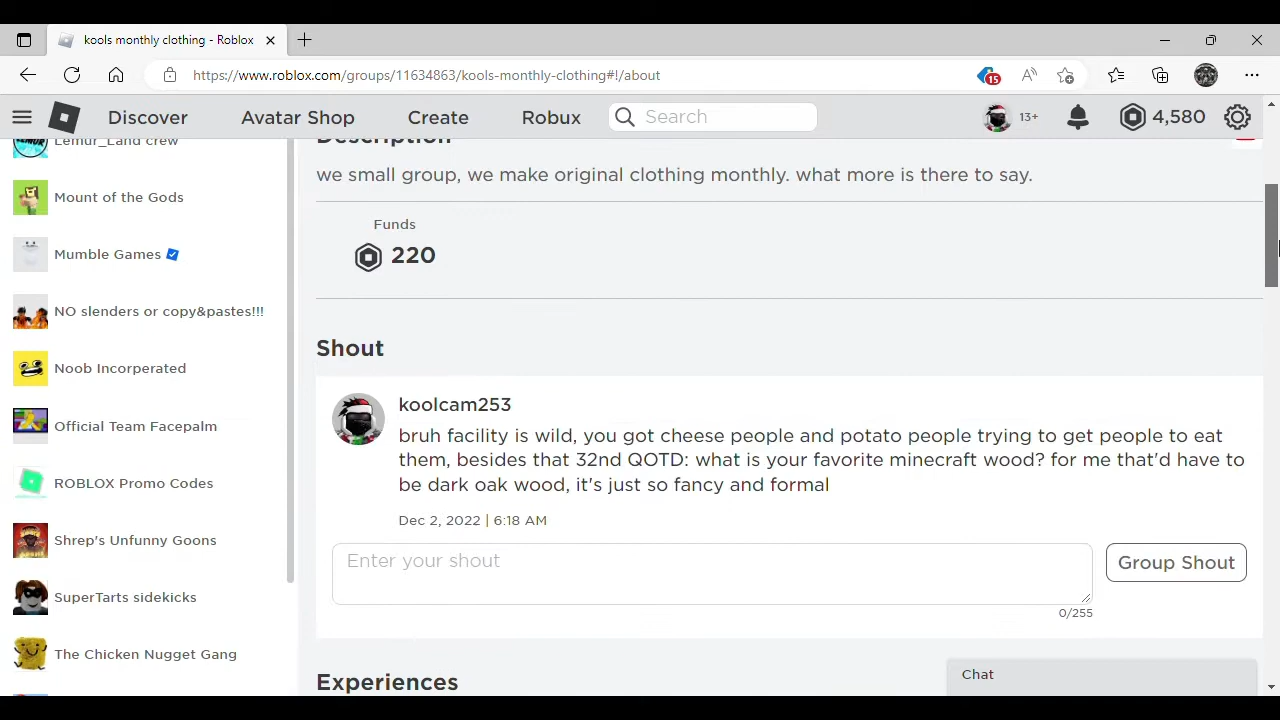 kools monthly clothing - Roblox
https://www.roblox.com/groups/11634863/kools-monthly-clothing#!/about
15
Discover
Avatar Shop
Create
Robux
Search
13+
4,580
Lemur_Land crew
Mount of the Gods
Mumble Games
NO slenders or copy&pastes!!!
Noob Incorperated
Official Team Facepalm
ROBLOX Promo Codes
Shrep's Unfunny Goons
SuperTarts sidekicks
The Chicken Nugget Gang
Description
we small group, we make original clothing monthly. what more is there to say.
Funds
220
Shout
koolcam253
bruh facility is wild, you got cheese people and potato people trying to get people to eat
them, besides that 32nd QOTD: what is your favorite minecraft wood? for me that'd have to
be dark oak wood, it's just so fancy and formal
Dec 2, 2022 | 6:18 AM
Enter your shout
Group Shout
0/255
Experiences
Chat